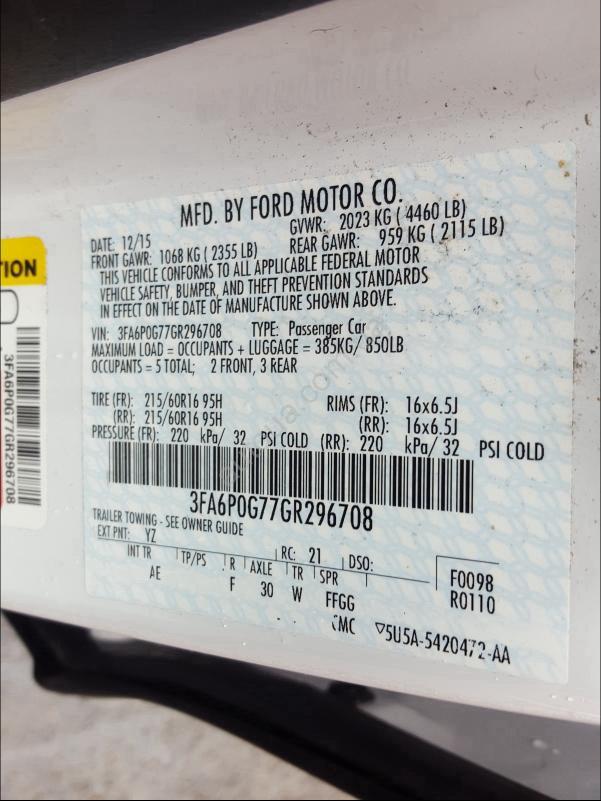 MFD. BY FORD MOTOR CO.
DATE: 12/15 GVWR: 2023 KG ( 4460 LB)
FRONT GAWR: 1068 KG ( 2355 LB) REAR GAWR: 959 KG ( 2115 LB)
THIS VEHICLE CONFORMS TO ALL APPLICABLE FEDERAL MOTOR
VEHICLE SAFETY, BUMPER, AND THEFT PREVENTION STANDARDS
IN EFFECT ON THE DATE OF MANUFACTURE SHOWN ABOVE.
VIN: 3FA6P0G77GR296708 TYPE: Passenger Car
MAXIMUM LOAD = OCCUPANTS + LUGGAGE = 385KG/ 850LB
OCCUPANTS = 5 TOTAL; 2 FRONT, 3 REAR
TIRE (FR): 215/60R16 95H RIMS (FR): 16x6.5J
(RR): 215/60R16 95H (RR): 16x6.5J
PRESSURE (FR): 220 kPa/ 32 PSI COLD (RR): 220 kPa/ 32 PSI COLD
3FA6P0G77GR296708
TRAILER TOWING - SEE OWNER GUIDE
EXT PNT: YZ RC: 21 DSO:
INT TR TP/PS R AXLE TR SPR F0098
AE F 30 W FFGG R0110
▽5U5A-5420472-AA
TION
3FA6P0G77GR296708